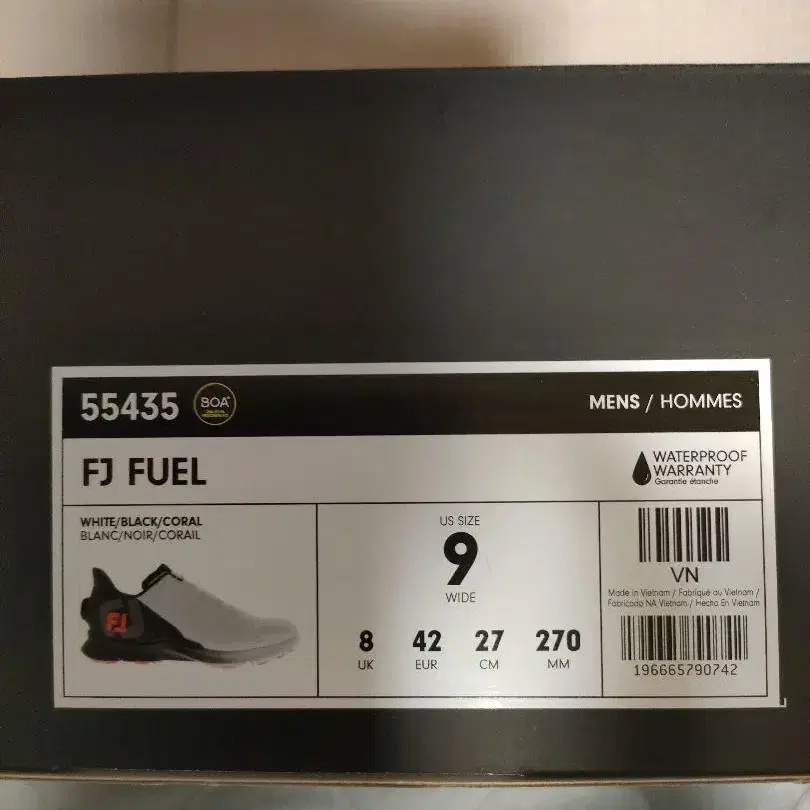 55435 BOA
MENS / HOMMES
FJ FUEL
WATERPROOF
WARRANTY
Garantie étanche
WHITE/BLACK/CORAL
BLANC/NOIR/CORAIL
FJ
US SIZE
9
WIDE
8 42 27 270
UK EUR CM MM
VN
Made in Vietnam / Fabriqué au Vietnam /
Fabricado NA Vietnam / Hecho En Vietnam
196665790742